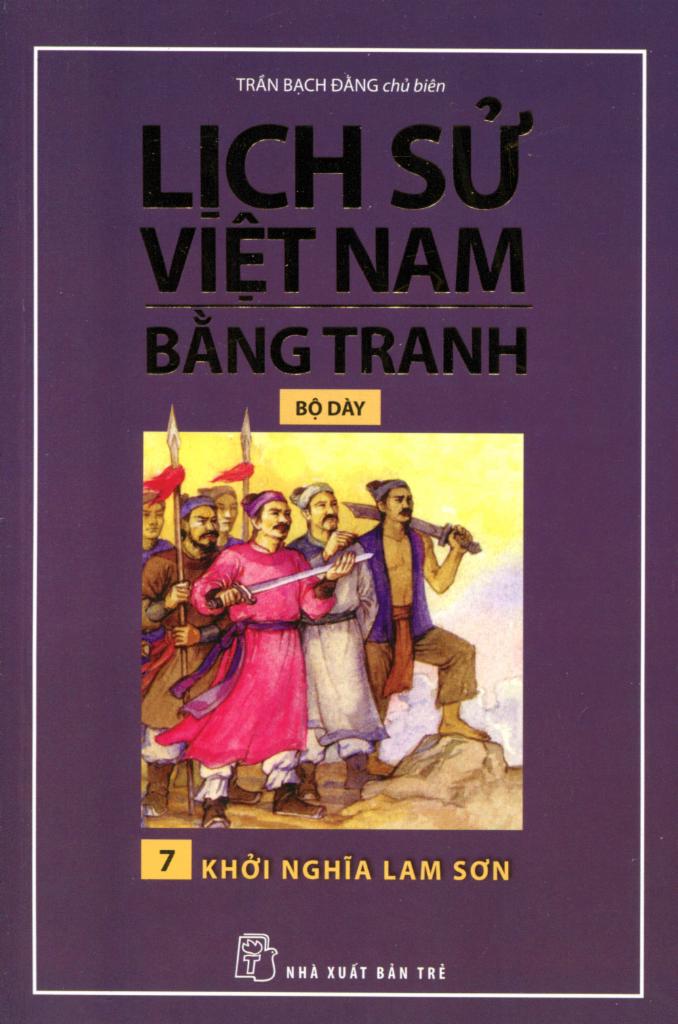 TRẦN BẠCH ĐẰNG chủ biên
LỊCH SỬ
VIỆT NAM
BẰNG TRANH
BỘ DÀY
7 KHỞI NGHĨA LAM SƠN
T NHÀ XUẤT BẢN TRẺ